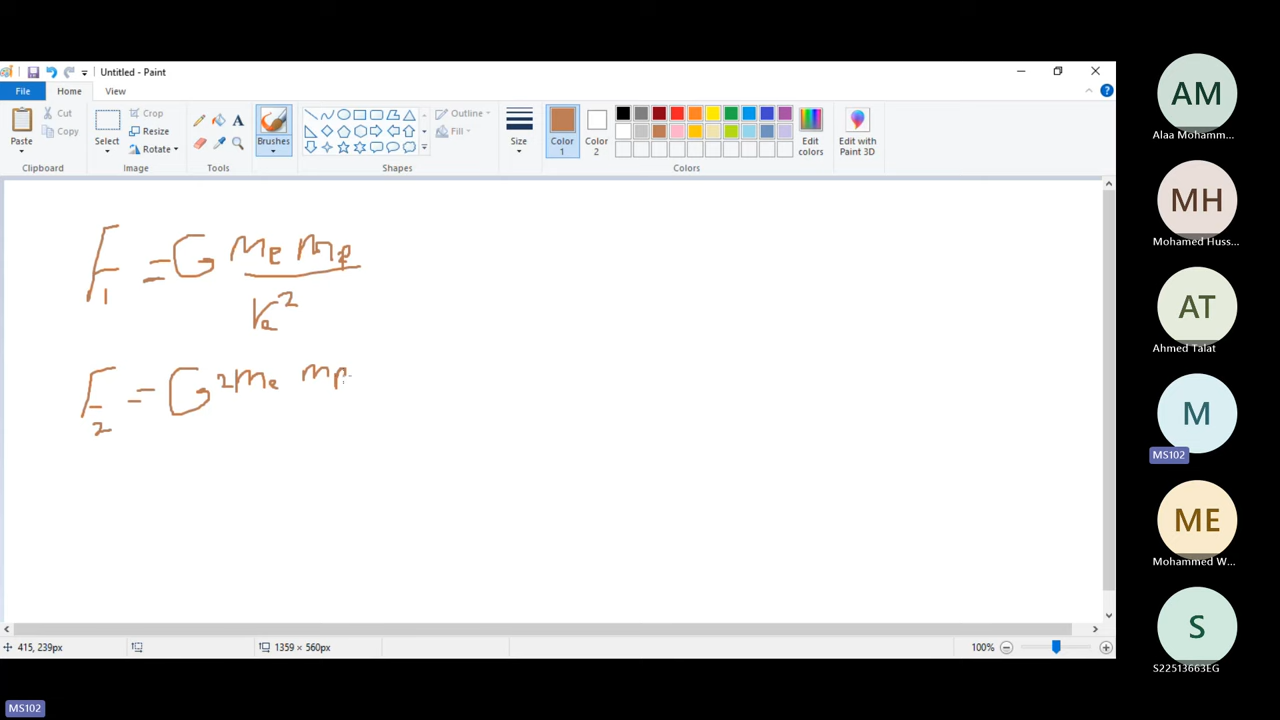 Untitled - Paint
File Home View
Paste
Cut
Copy
Clipboard
Select
Crop
Resize
Rotate
Image
A
Tools
Brushes
Outline
Fill
Shapes
Size
Color 1
Color 2
Edit colors
Edit with Paint 3D
Colors
F₁ = G me mp
r²
F₂ = G 2me mp
415, 239px
1359 × 560px
100%
AM
Alaa Mohamm...
MH
Mohamed Huss...
AT
Ahmed Talat
M
MS102
ME
Mohammed W...
S
S22513663EG
MS102